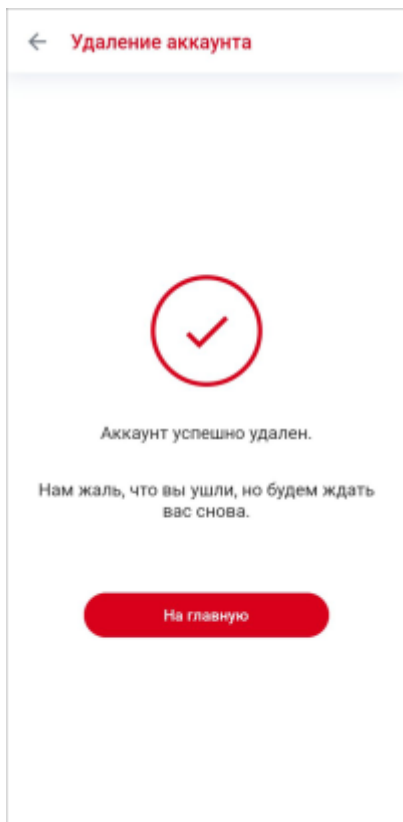 Удаление аккаунта
Аккаунт успешно удален.
Нам жаль, что вы ушли, но будем ждать
вас снова.
На главную